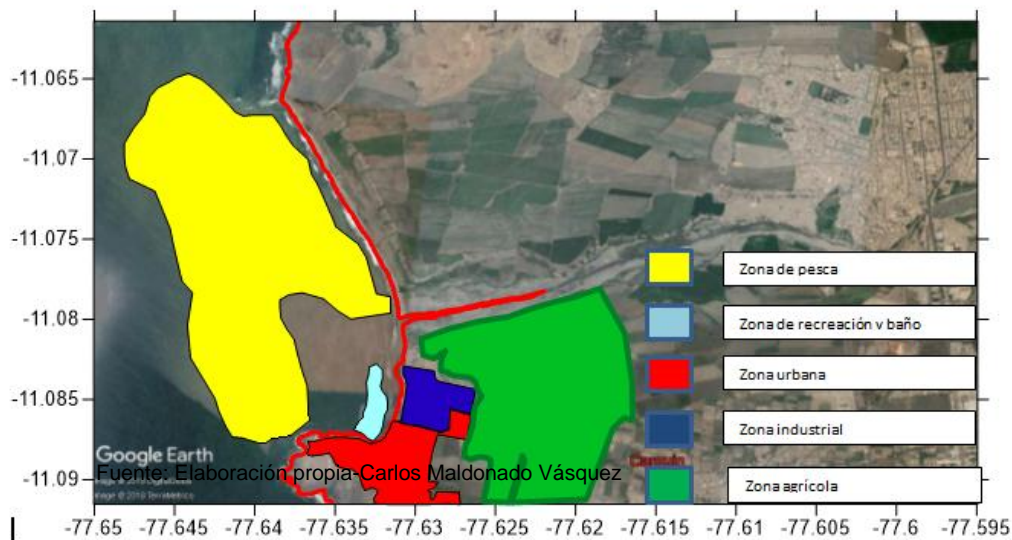 -11.065
-11.07
-11.075
-11.08
-11.085
-11.09
Zona de pesca
Zona de recreación y baño
Zona urbana
Zona industrial
Zona agrícola
Google Earth
Fuente: Elaboración propia-Carlos Maldonado Vásquez
-77.65 -77.645 -77.64 -77.635 -77.63 -77.625 -77.62 -77.615 -77.61 -77.605 -77.6 -77.595